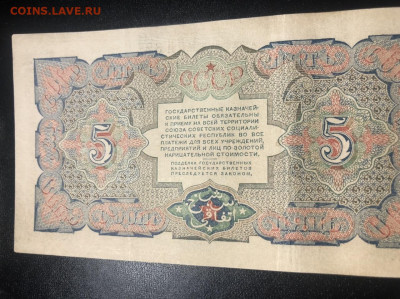 COINS.LAVE.RU
ПЯТЬ
5
5
ГОСУДАРСТВЕННЫЕ КАЗНАЧЕЙ-
СКИЕ БИЛЕТЫ ОБЯЗАТЕЛЬНЫ
К ПРИЕМУ НА ВСЕЙ ТЕРРИТОРИИ
СОЮЗА СОВЕТСКИХ СОЦИАЛИ-
СТИЧЕСКИХ РЕСПУБЛИК ВО ВСЕ
ПЛАТЕЖИ ДЛЯ ВСЕХ УЧРЕЖДЕНИЙ,
ПРЕДПРИЯТИЙ И ЛИЦ ПО ЗОЛОТОЙ
НАРИЦАТЕЛЬНОЙ СТОИМОСТИ.
ПОДДЕЛКА ГОСУДАРСТВЕННЫХ
КАЗНАЧЕЙСКИХ БИЛЕТОВ
ПРЕСЛЕДУЕТСЯ ЗАКОНОМ.